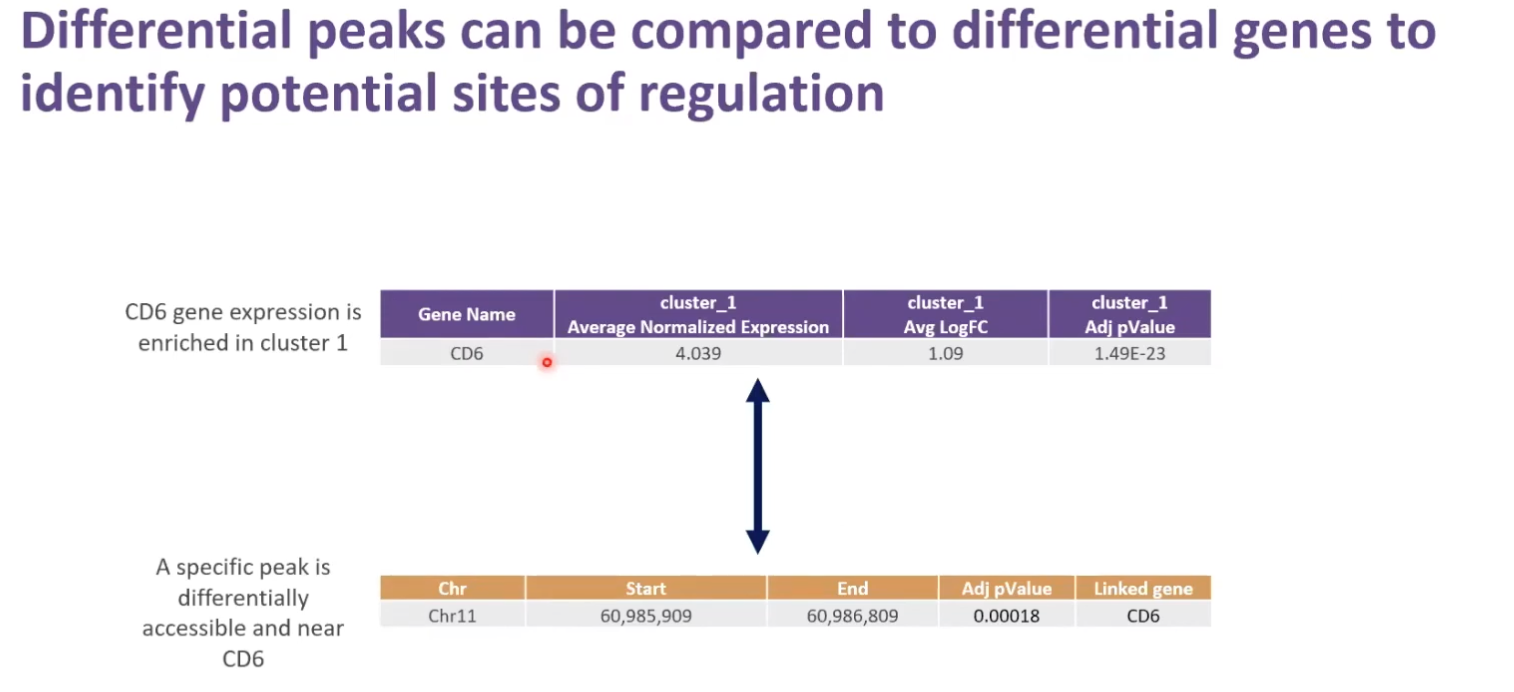 Differential peaks can be compared to differential genes to
identify potential sites of regulation
CD6 gene expression is
enriched in cluster 1
Gene Name
cluster_1
Average Normalized Expression
cluster_1
Avg LogFC
cluster_1
Adj pValue
CD6
4.039
1.09
1.49E-23
A specific peak is
differentially
accessible and near
CD6
Chr
Start
End
Adj pValue
Linked gene
Chr11
60,985,909
60,986,809
0.00018
CD6